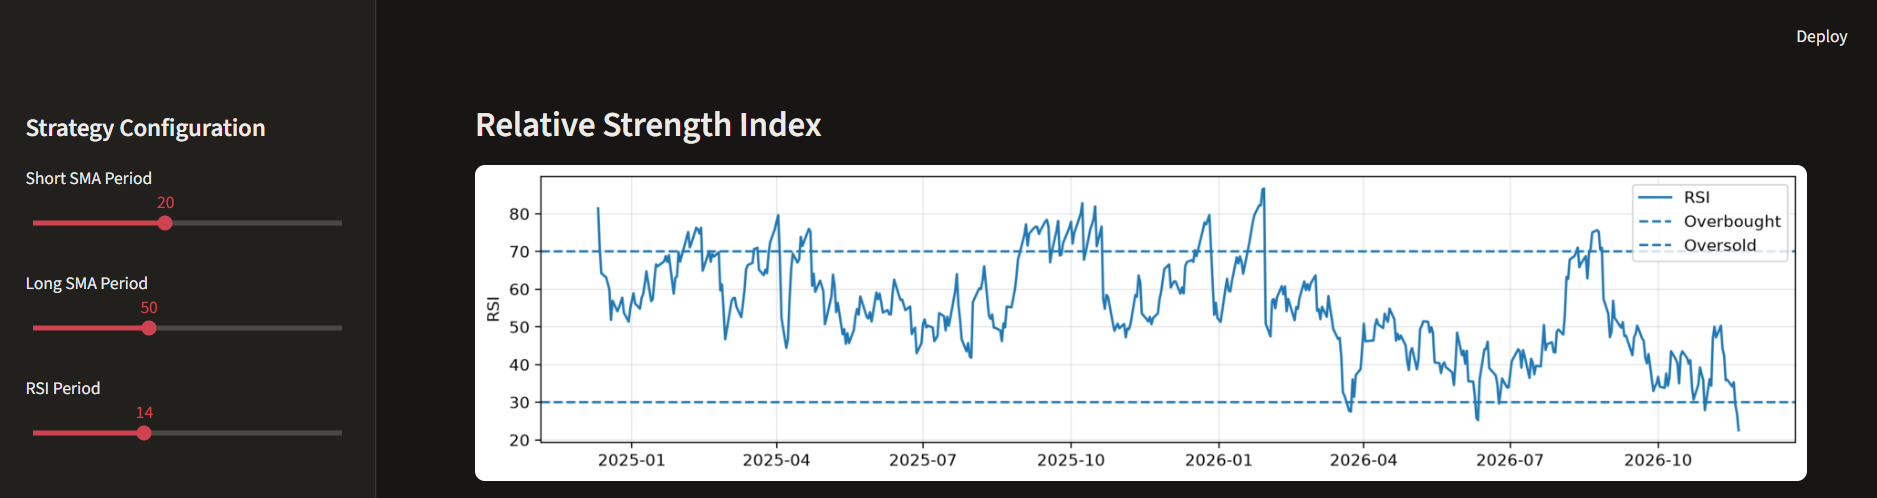 Deploy
Strategy Configuration
Short SMA Period
20
Long SMA Period
50
RSI Period
14
Relative Strength Index
RSI
80
70
60
50
40
30
20
2025-01
2025-04
2025-07
2025-10
2026-01
2026-04
2026-07
2026-10
RSI
Overbought
Oversold